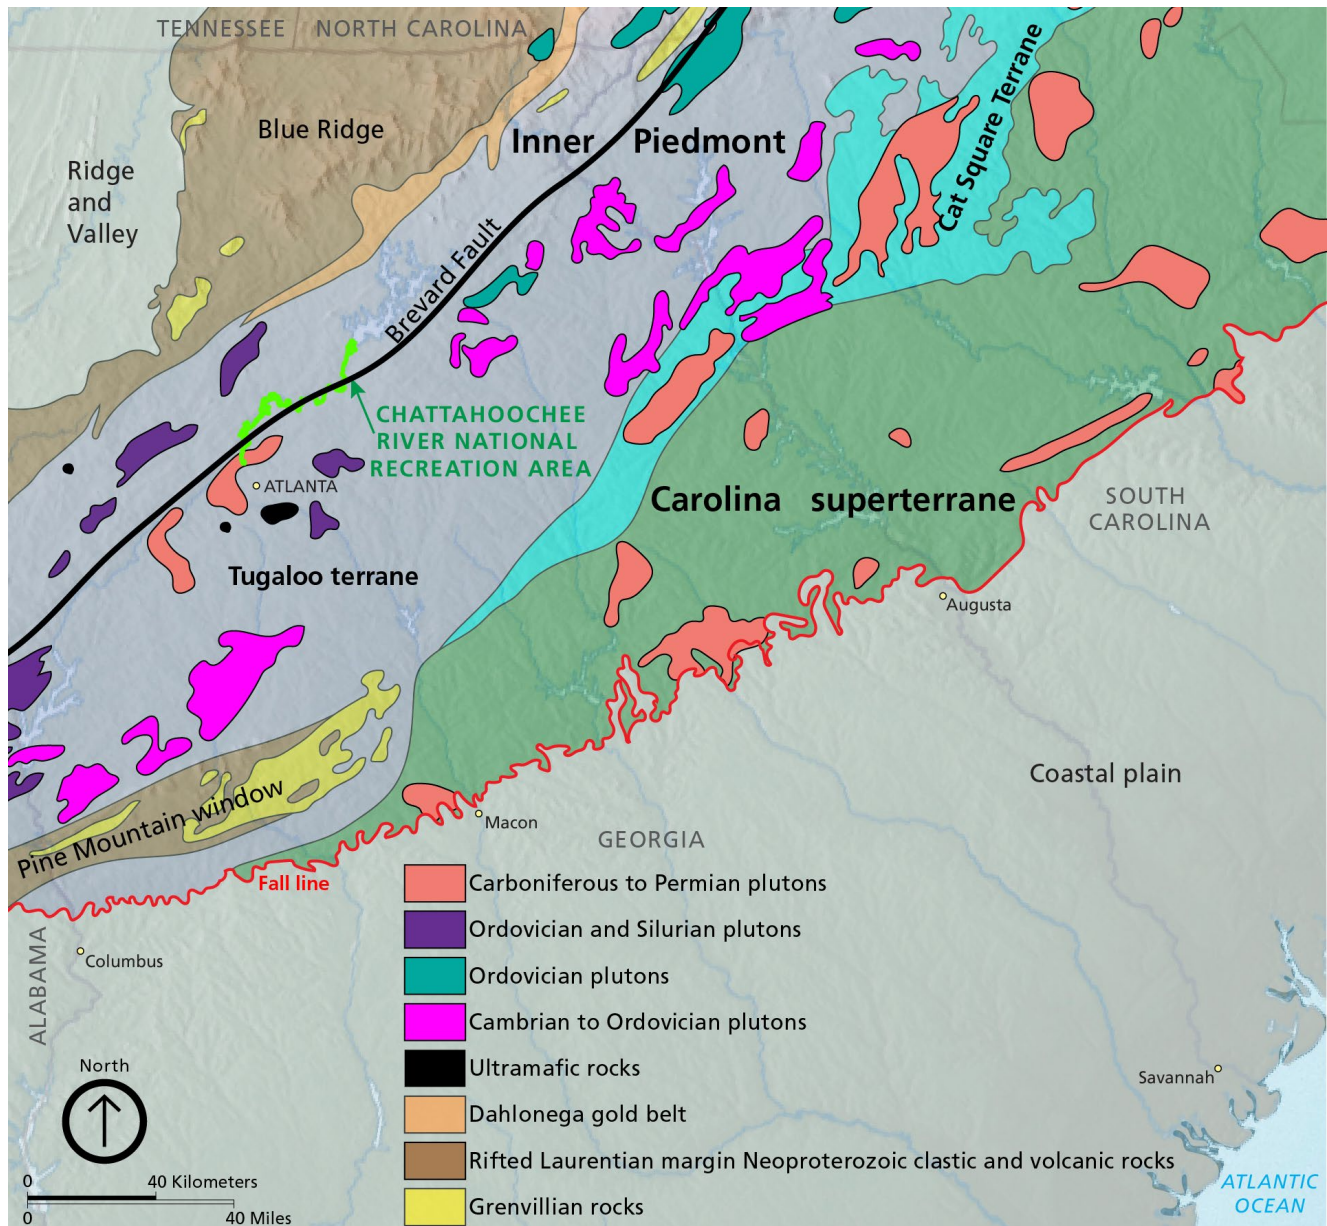 TENNESSEE
NORTH CAROLINA
Blue Ridge
Ridge
and
Valley
Inner Piedmont
Cat Square Terrane
Brevard Fault
CHATTAHOOCHEE
RIVER NATIONAL
RECREATION AREA
ATLANTA
Carolina superterrane
SOUTH
CAROLINA
Tugaloo terrane
Augusta
Coastal plain
Pine Mountain window
Macon
GEORGIA
Fall line
ALABAMA
Columbus
Carboniferous to Permian plutons
Ordovician and Silurian plutons
Ordovician plutons
Cambrian to Ordovician plutons
Ultramafic rocks
Dahlonega gold belt
Rifted Laurentian margin Neoproterozoic clastic and volcanic rocks
Grenvillian rocks
North
0 40 Kilometers
0 40 Miles
Savannah
ATLANTIC
OCEAN